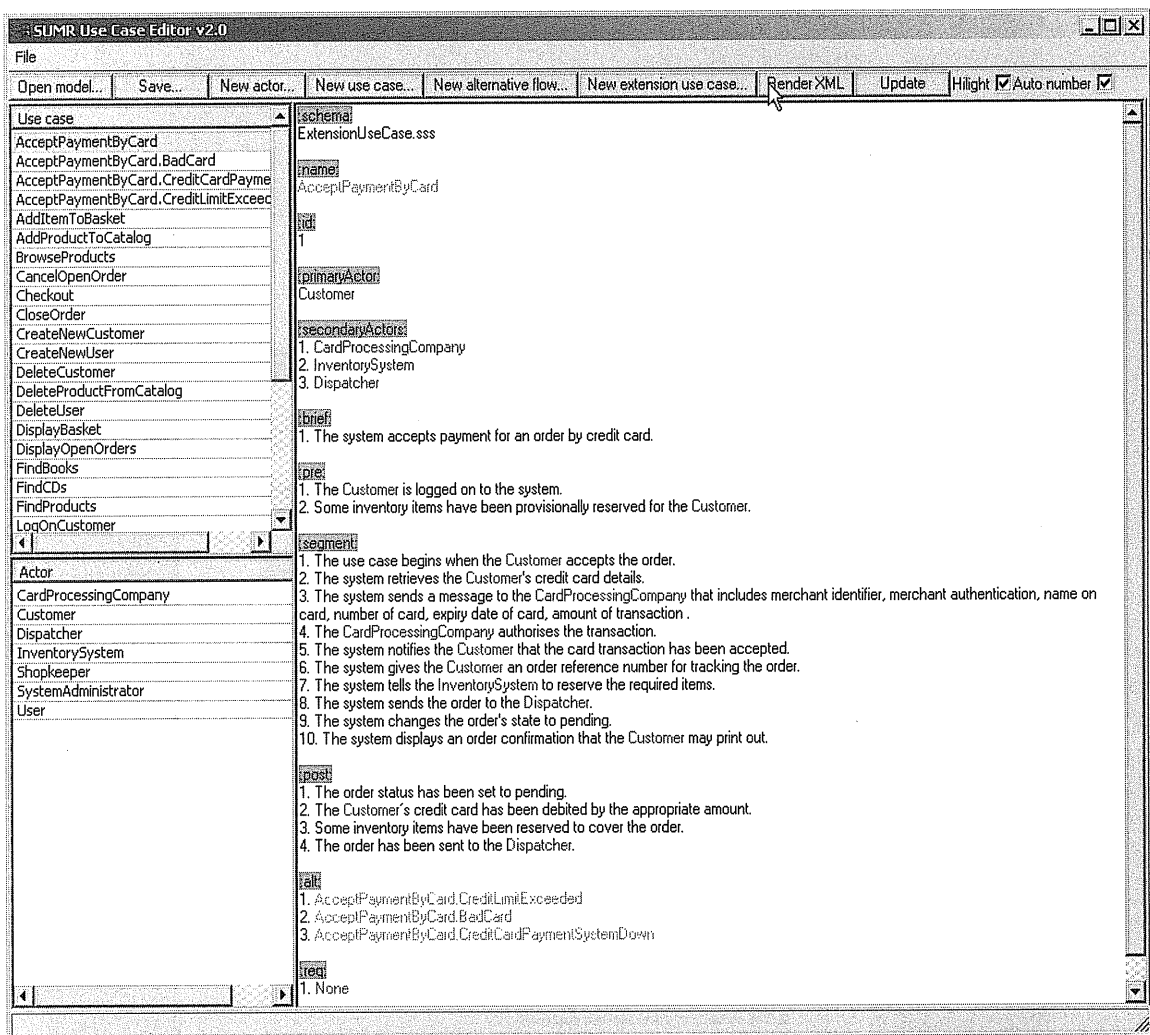 SUMR Use Case Editor v2.0
File
Open model... Save... New actor... New use case... New alternative flow... New extension use case... Render XML Update Hilight Auto number
Use case
AcceptPaymentByCard
AcceptPaymentByCard.BadCard
AcceptPaymentByCard.CreditCardPayme
AcceptPaymentByCard.CreditLimitExceed
AddItemToBasket
AddProductToCatalog
BrowseProducts
CancelOpenOrder
Checkout
CloseOrder
CreateNewCustomer
CreateNewUser
DeleteCustomer
DeleteProductFromCatalog
DeleteUser
DisplayBasket
DisplayOpenOrders
FindBooks
FindCDs
FindProducts
LogOnCustomer
Actor
CardProcessingCompany
Customer
Dispatcher
InventorySystem
Shopkeeper
SystemAdministrator
User
:schema:
ExtensionUseCase.sss
:name:
AcceptPaymentByCard
:id:
1
:primaryActor:
Customer
:secondaryActors:
1. CardProcessingCompany
2. InventorySystem
3. Dispatcher
:brief:
1. The system accepts payment for an order by credit card.
:pre:
1. The Customer is logged on to the system.
2. Some inventory items have been provisionally reserved for the Customer.
:segment:
1. The use case begins when the Customer accepts the order.
2. The system retrieves the Customer's credit card details.
3. The system sends a message to the CardProcessingCompany that includes merchant identifier, merchant authentication, name on
card, number of card, expiry date of card, amount of transaction .
4. The CardProcessingCompany authorises the transaction.
5. The system notifies the Customer that the card transaction has been accepted.
6. The system gives the Customer an order reference number for tracking the order.
7. The system tells the InventorySystem to reserve the required items.
8. The system sends the order to the Dispatcher.
9. The system changes the order's state to pending.
10. The system displays an order confirmation that the Customer may print out.
:post:
1. The order status has been set to pending.
2. The Customer's credit card has been debited by the appropriate amount.
3. Some inventory items have been reserved to cover the order.
4. The order has been sent to the Dispatcher.
:alt:
1. AcceptPaymentByCard.CreditLimitExceeded
2. AcceptPaymentByCard.BadCard
3. AcceptPaymentByCard.CreditCardPaymentSystemDown
:req:
1. None